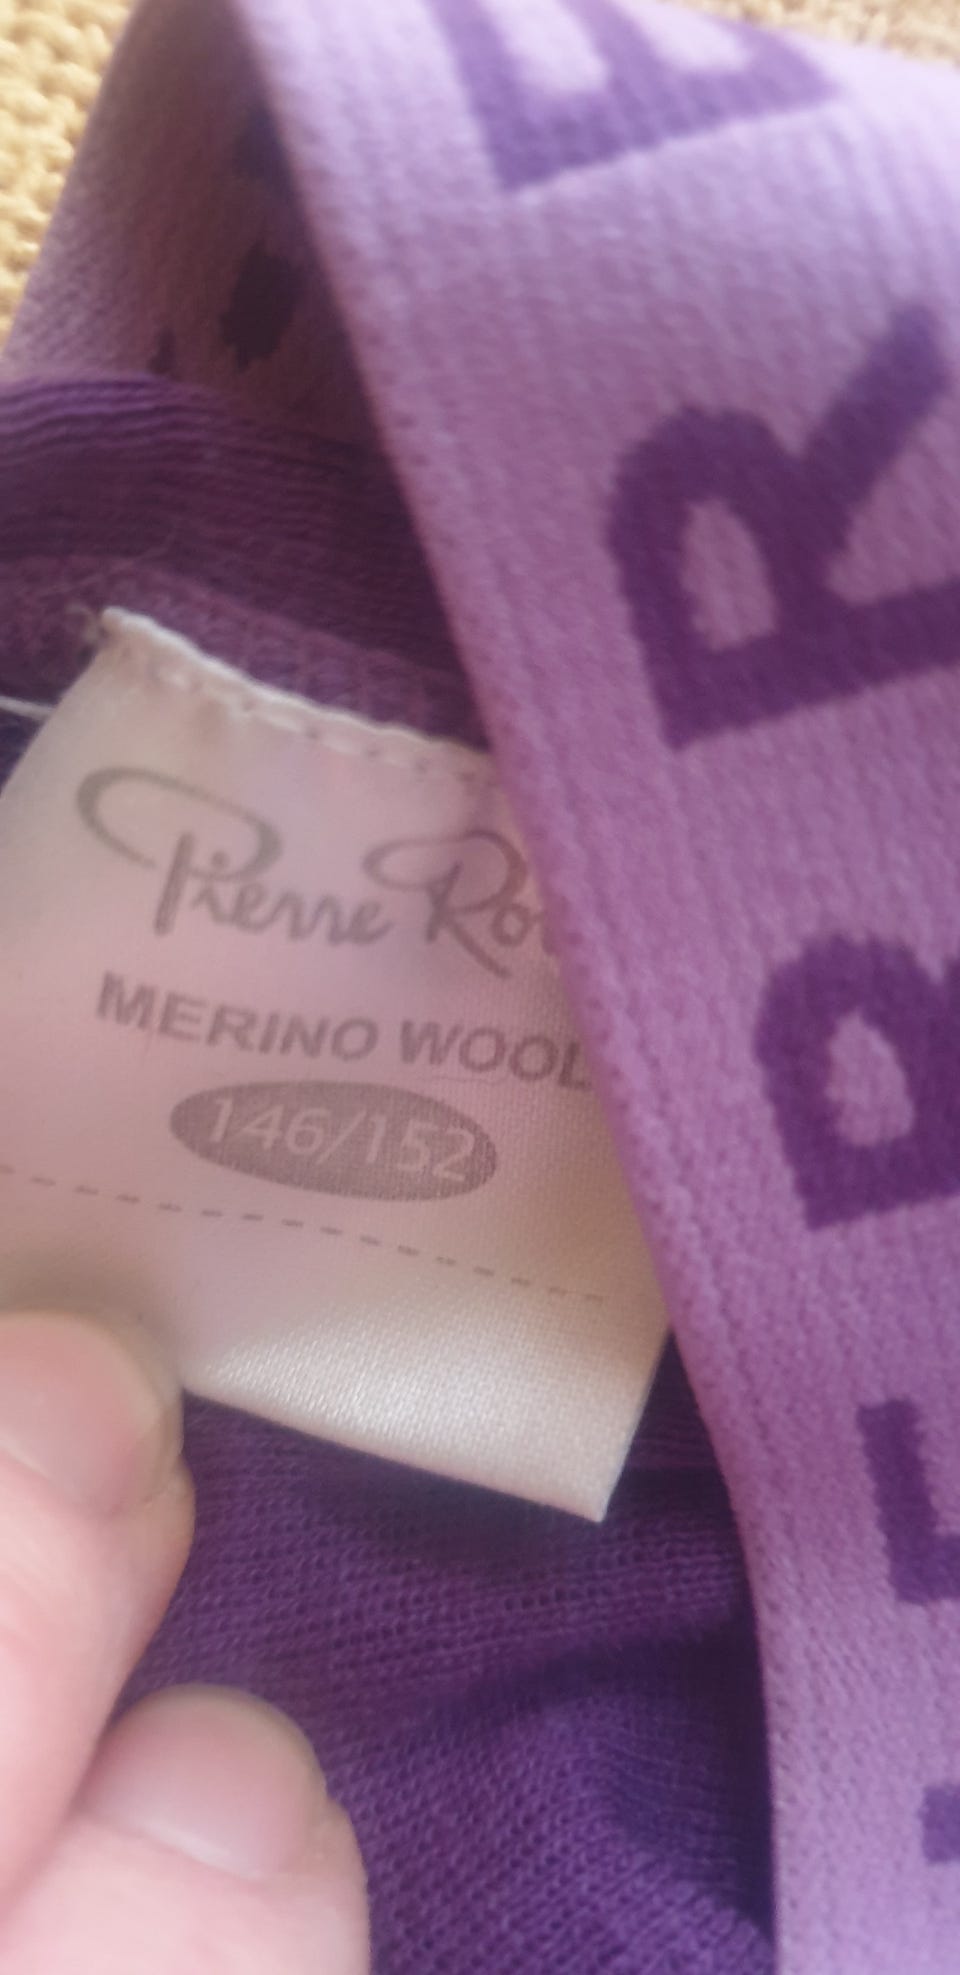 Pierre Ro
MERINO WOOL
146/152